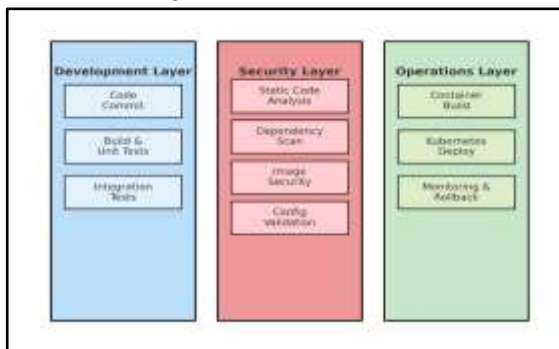 Development Layer
Code
Commit
Build &
Unit Tests
Integration
Tests
Security Layer
Static Code
Analysis
Dependency
Scan
Image
Security
Config
Validation
Operations Layer
Container
Build
Kubernetes
Deploy
Monitoring &
Rollback